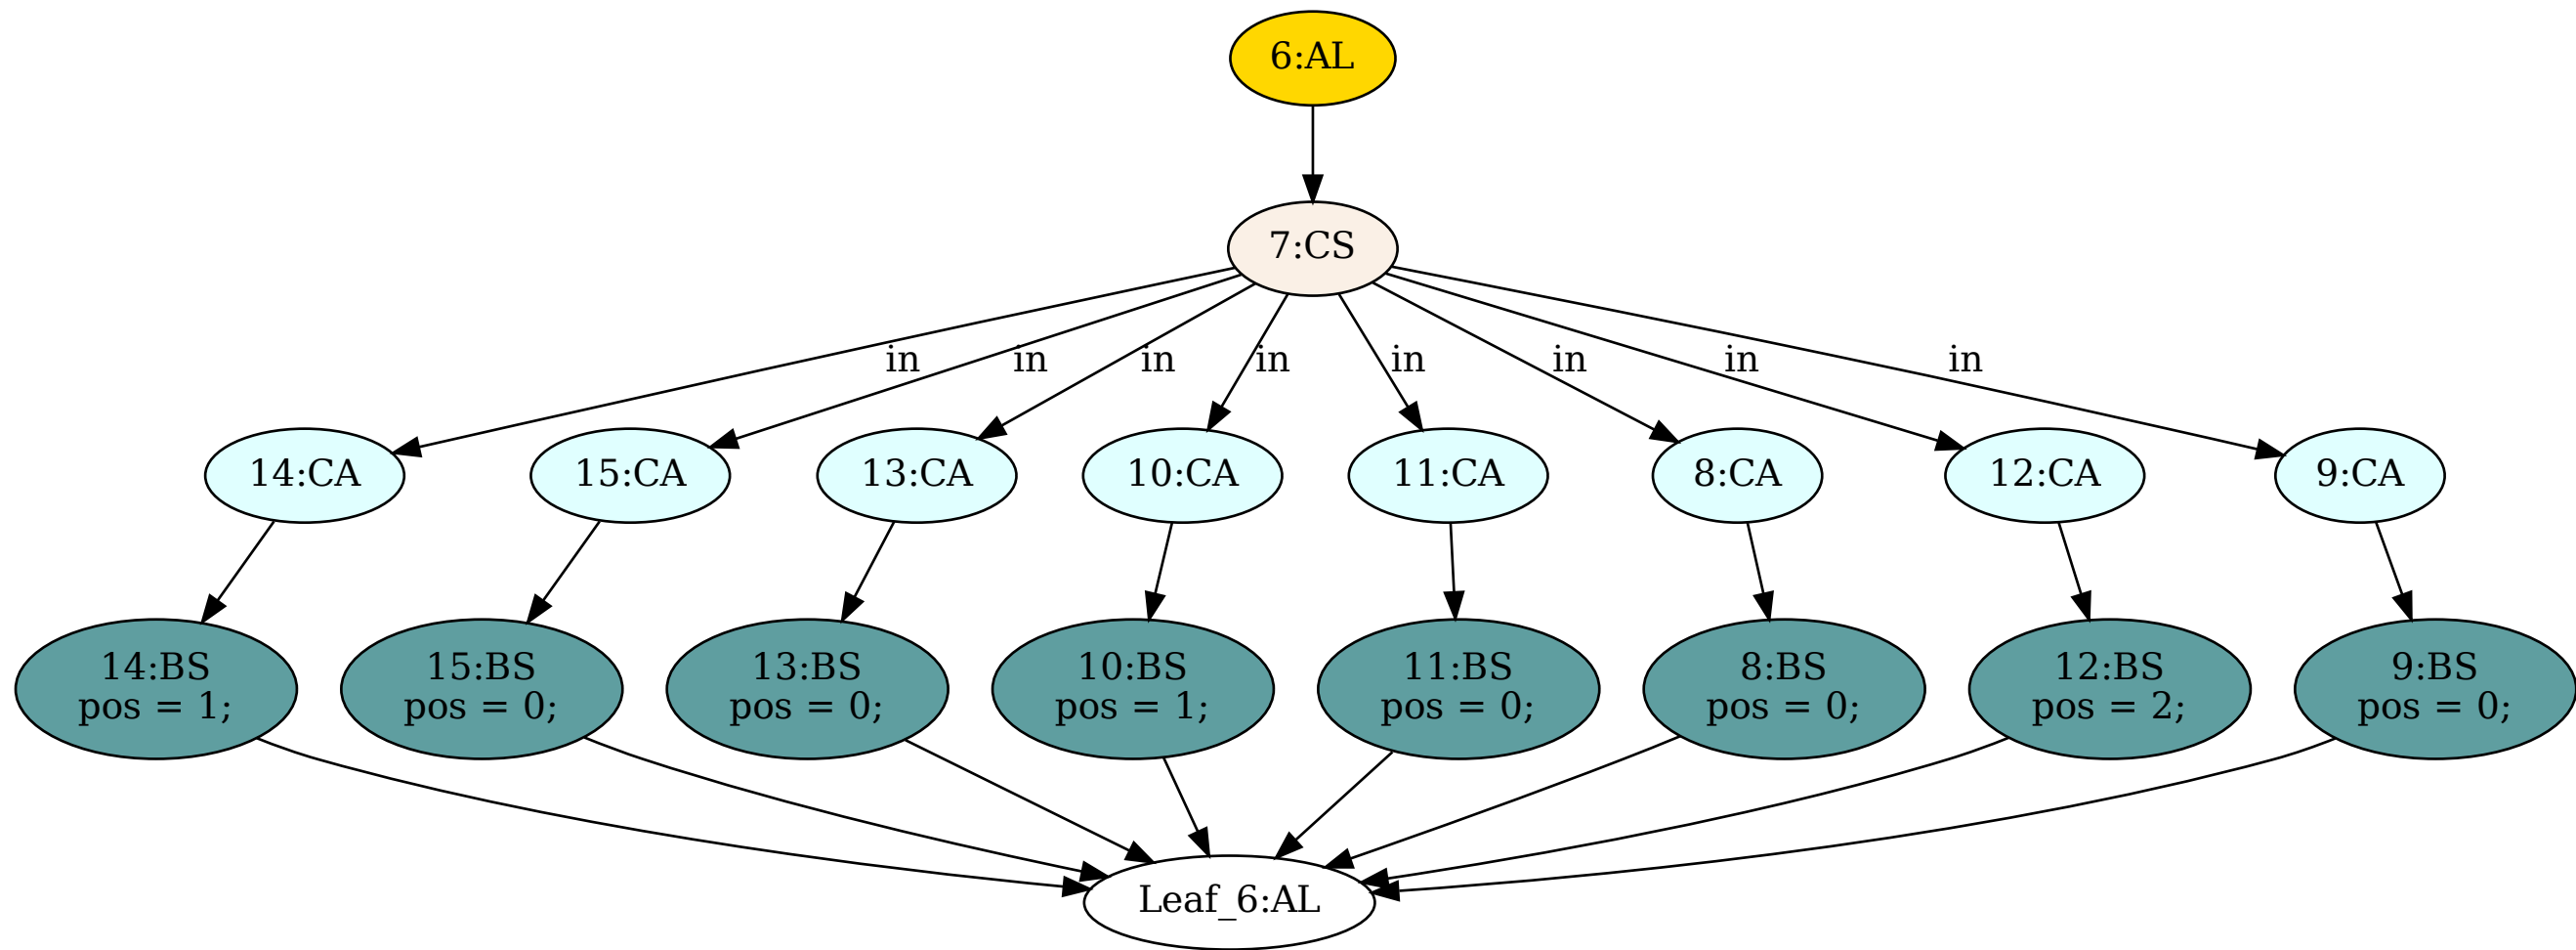 6:AL
7:CS
in
in
in
in
in
in
in
in
14:CA
15:CA
13:CA
10:CA
11:CA
8:CA
12:CA
9:CA
14:BS
pos = 1;
15:BS
pos = 0;
13:BS
pos = 0;
10:BS
pos = 1;
11:BS
pos = 0;
8:BS
pos = 0;
12:BS
pos = 2;
9:BS
pos = 0;
Leaf_6:AL